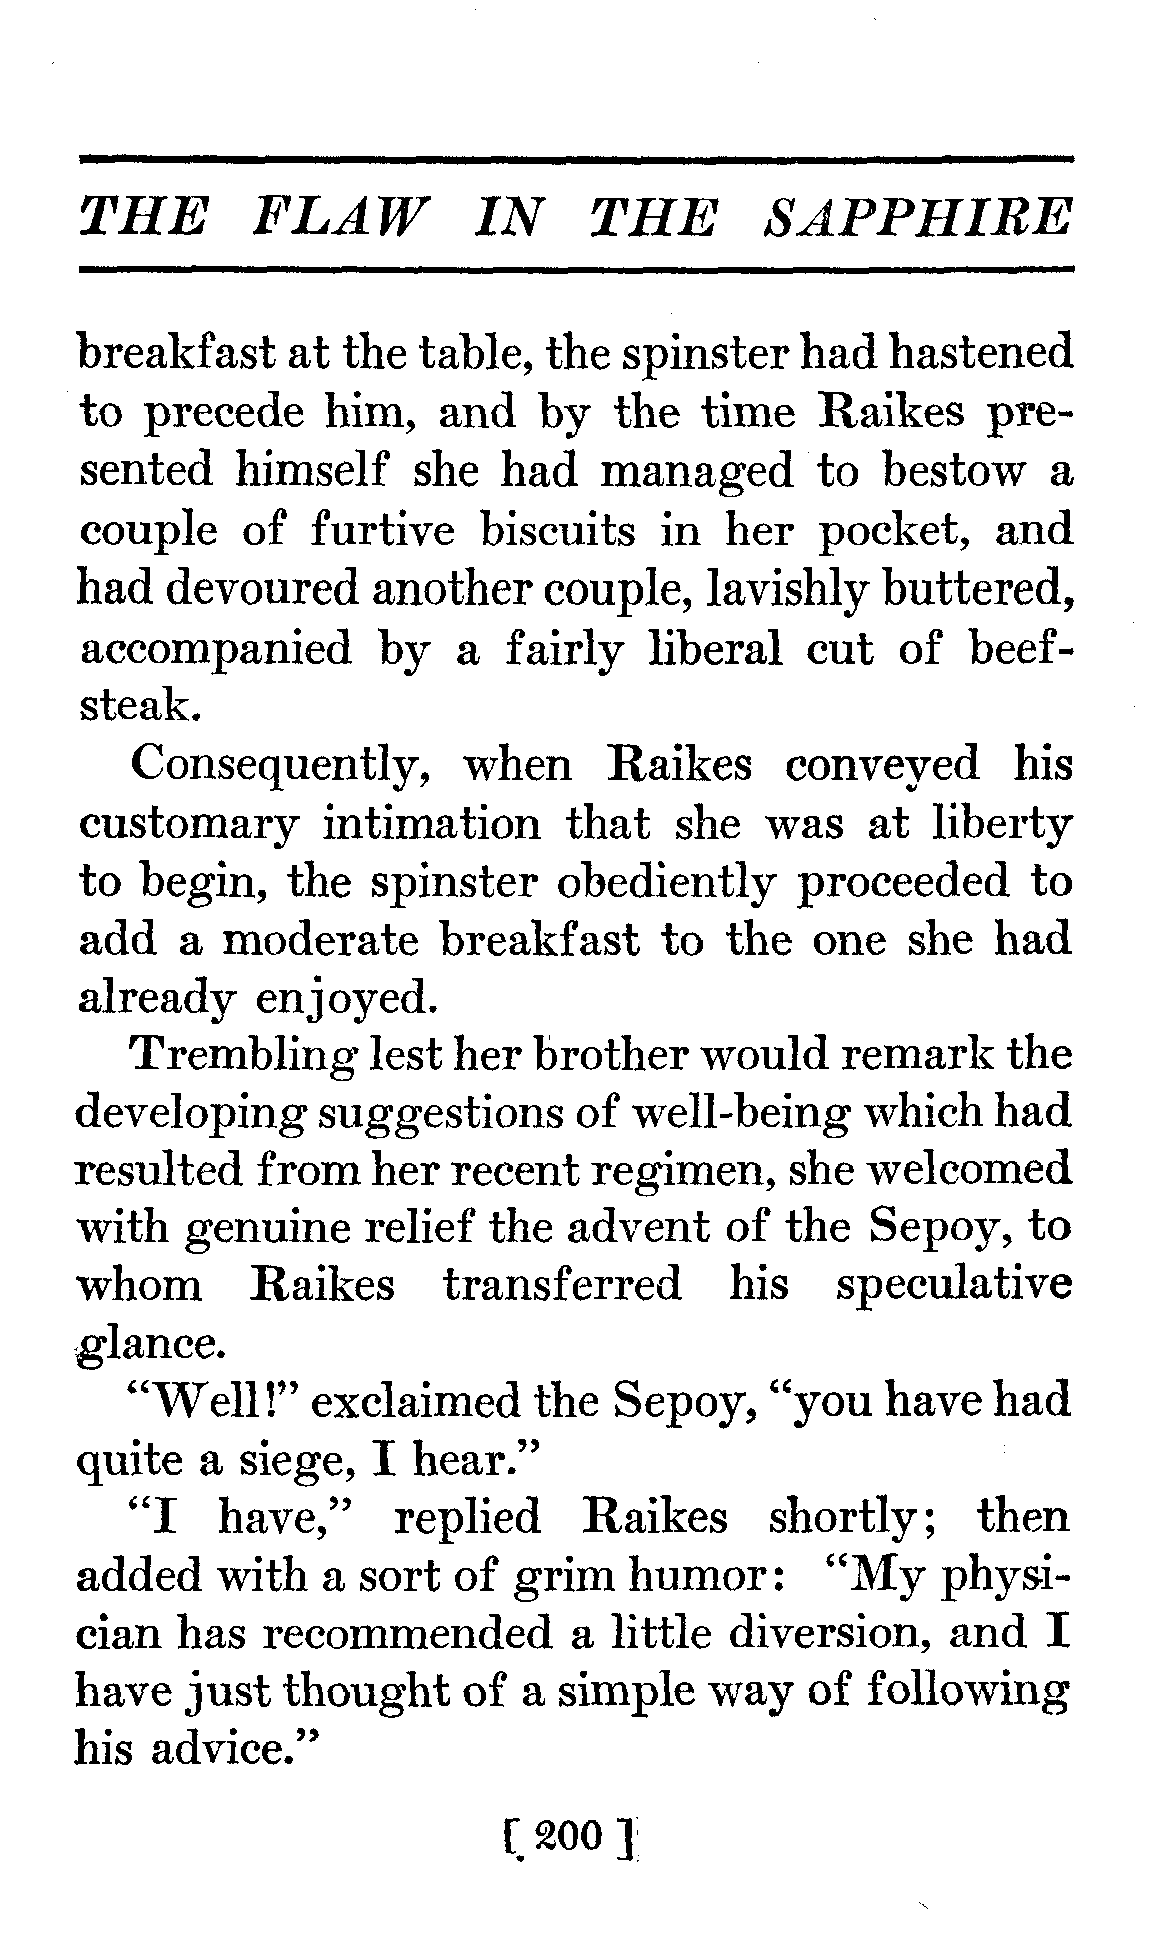 THE FLAW IN THE SAPPHIRE
breakfast at the table, the spinster had hastened
to precede him, and by the time Raikes pre-
sented himself she had managed to bestow a
couple of furtive biscuits in her pocket, and
had devoured another couple, lavishly buttered,
accompanied by a fairly liberal cut of beef-
steak.
Consequently, when Raikes conveyed his
customary intimation that she was at liberty
to begin, the spinster obediently proceeded to
add a moderate breakfast to the one she had
already enjoyed.
Trembling lest her brother would remark the
developing suggestions of well-being which had
resulted from her recent regimen, she welcomed
with genuine relief the advent of the Sepoy, to
whom Raikes transferred his speculative
glance.
“Well!” exclaimed the Sepoy, “you have had
quite a siege, I hear.”
“I have,” replied Raikes shortly; then
added with a sort of grim humor: “My physi-
cian has recommended a little diversion, and I
have just thought of a simple way of following
his advice.”
[ 200 ]